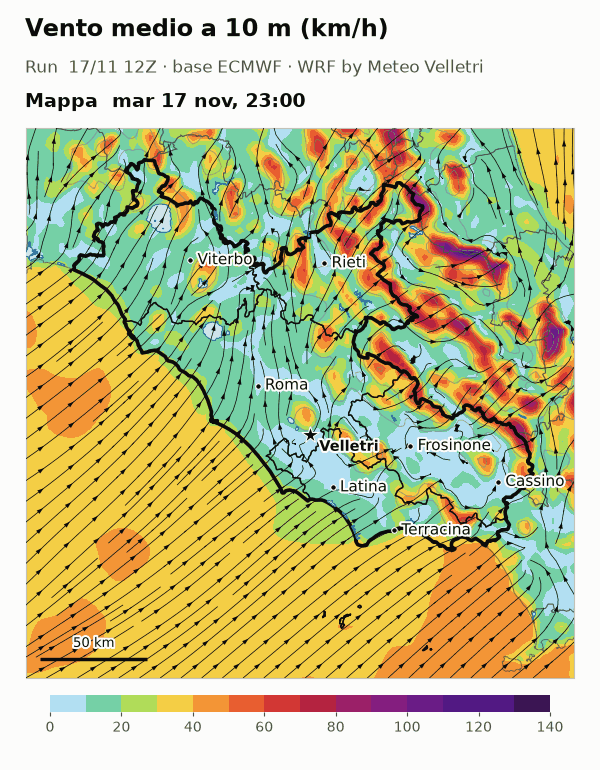 Vento medio a 10 m (km/h)
Run  17/11 12Z · base ECMWF · WRF by Meteo Velletri
Mappa  mar 17 nov, 23:00
Viterbo
Rieti
Roma
Velletri
Frosinone
Cassino
Latina
Terracina
50 km
0 20 40 60 80 100 120 140